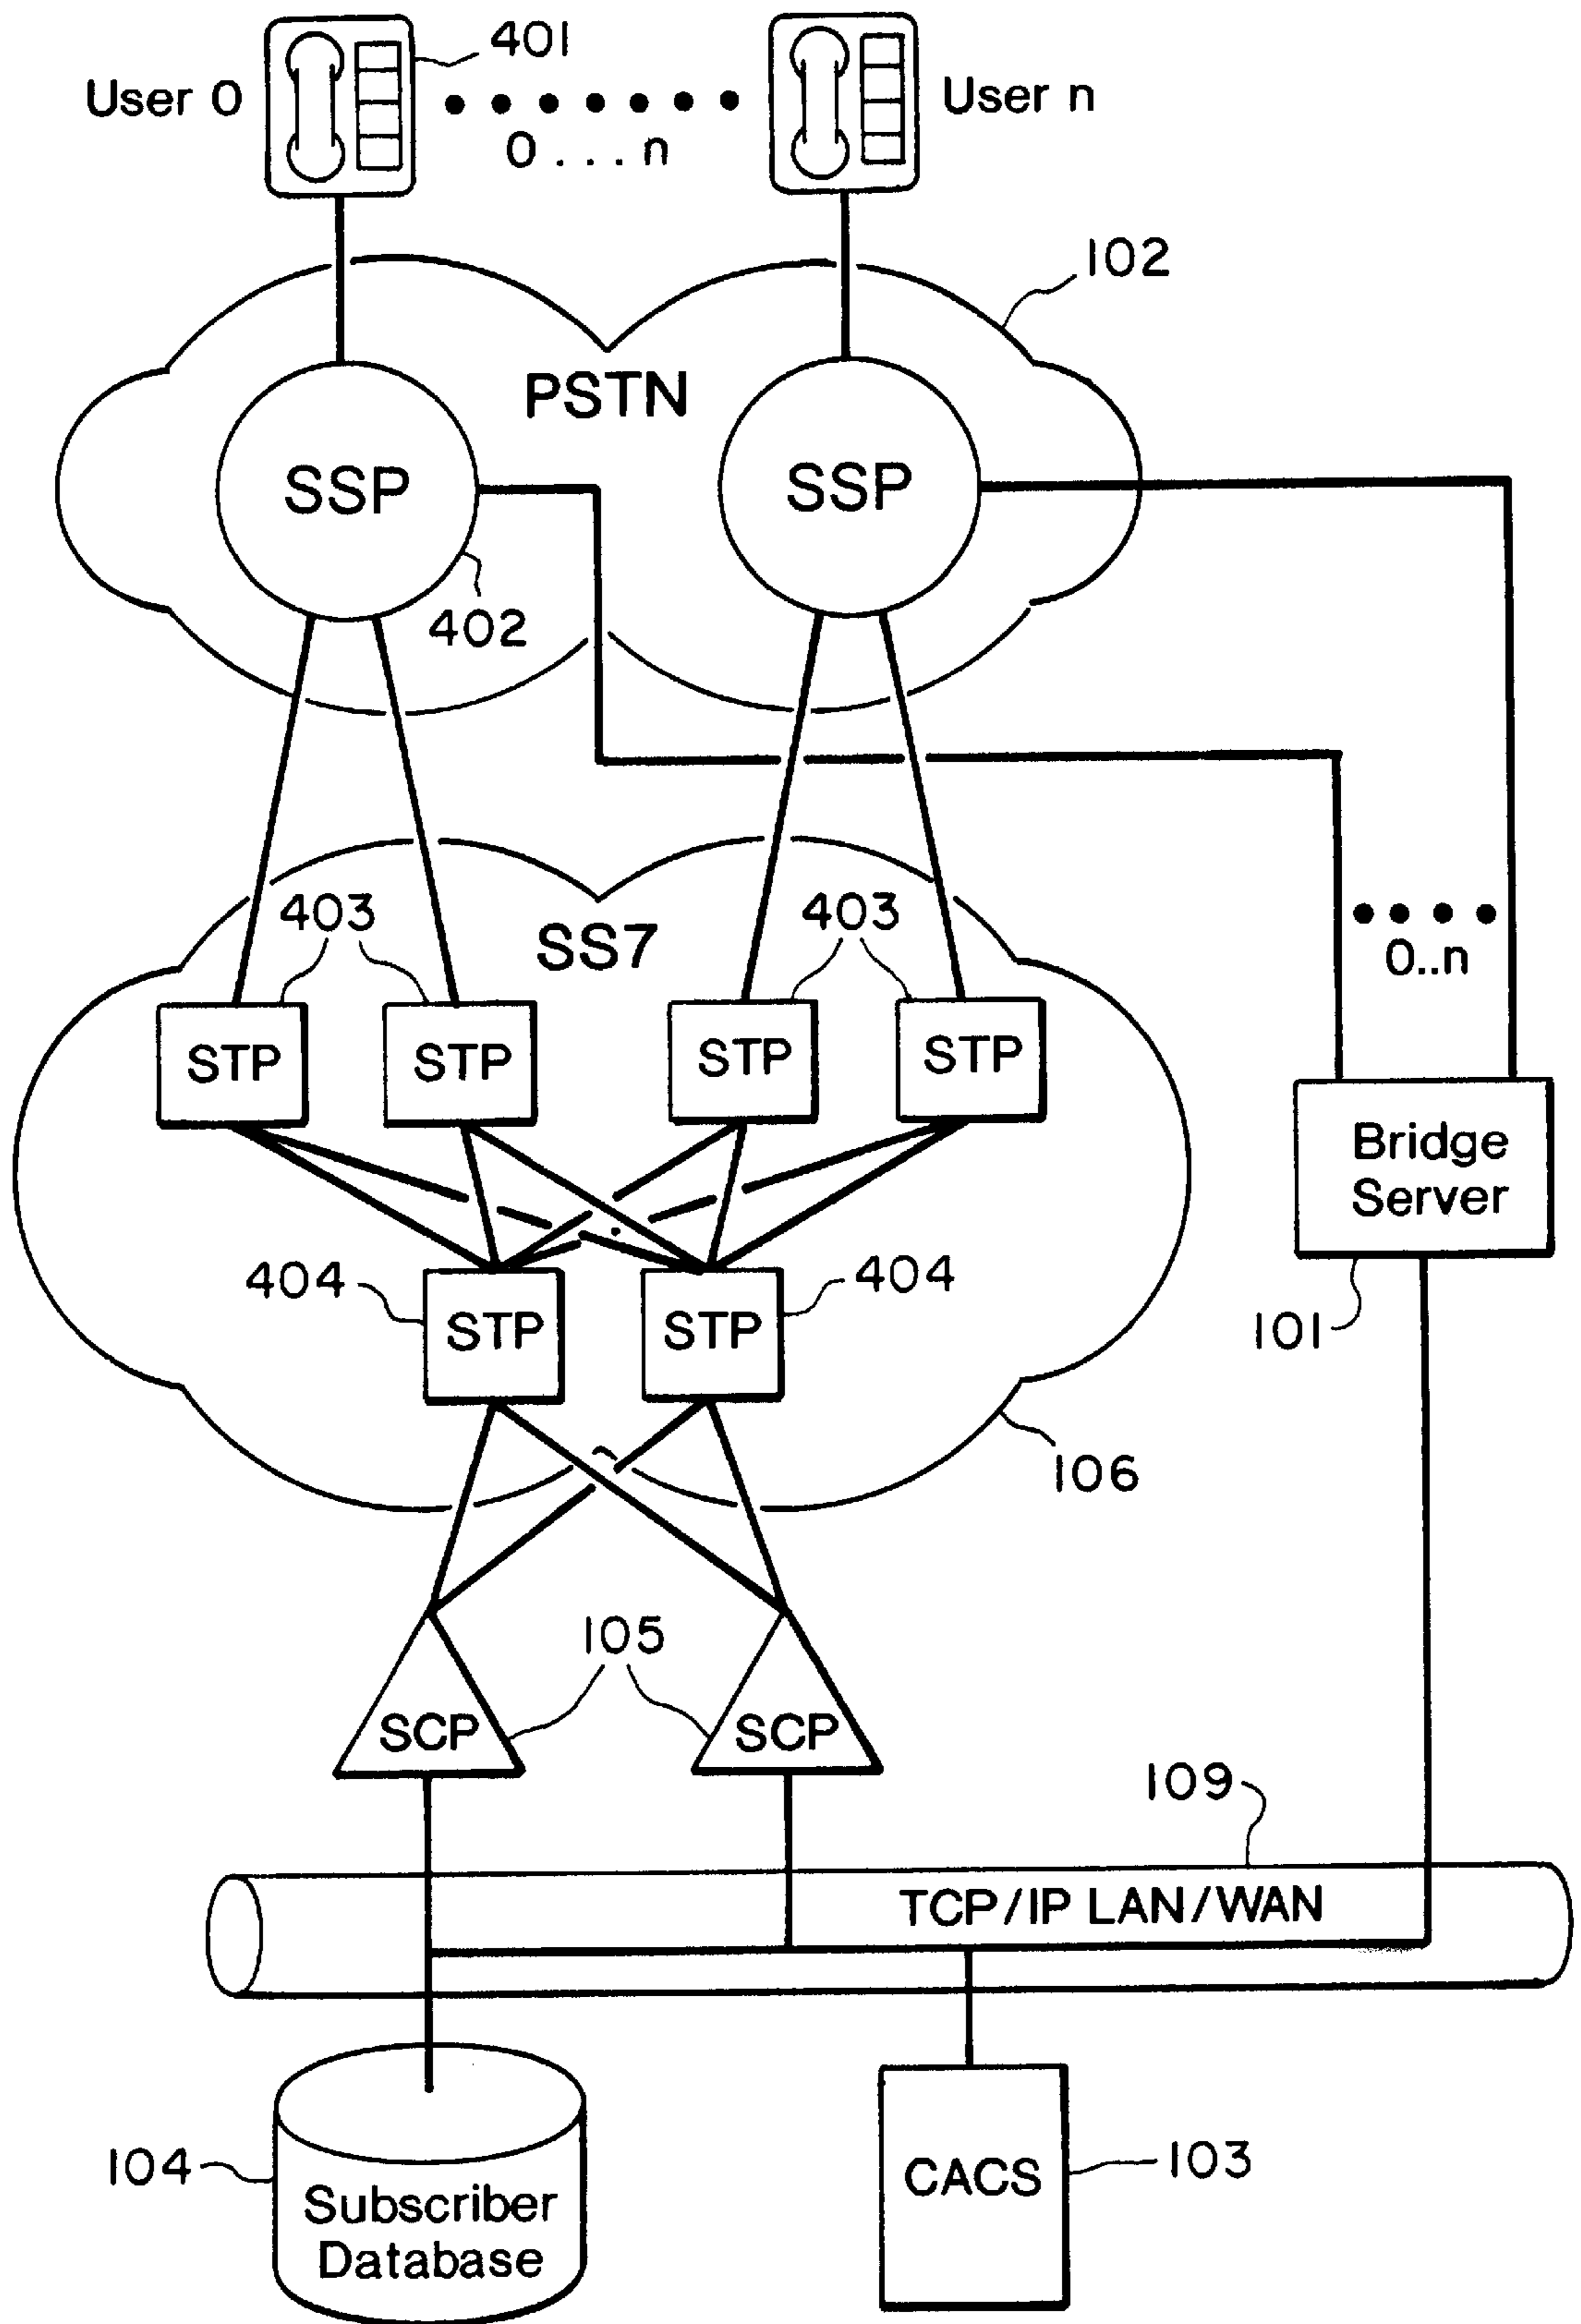 401
User 0
User n
0 . . . n
102
PSTN
SSP
SSP
402
403
403
SS7
0..n
STP
STP
STP
STP
Bridge
Server
404
404
STP
STP
101
106
105
SCP
SCP
109
TCP/IP LAN/WAN
104
103
CACS
Subscriber
Database